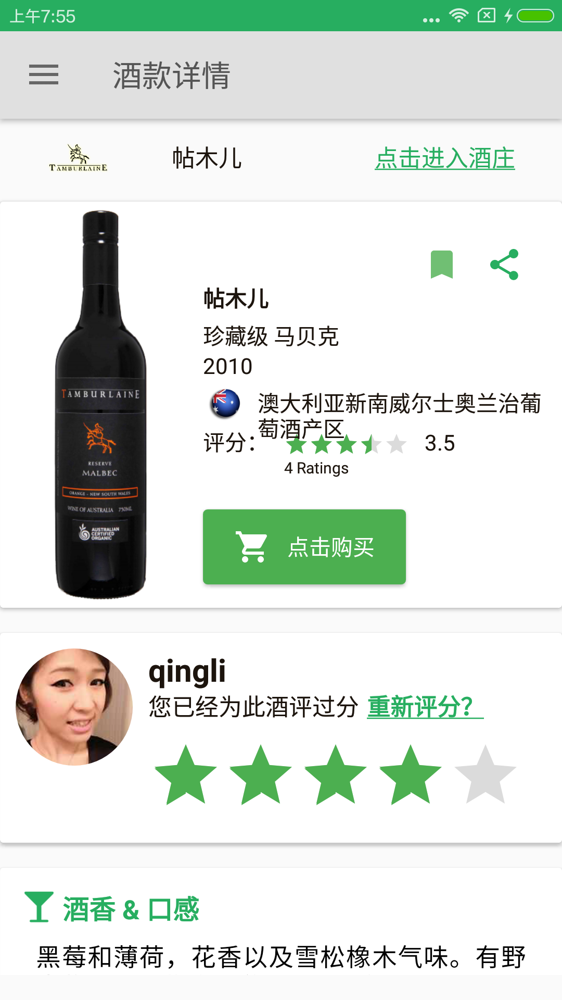 上午7:55
酒款详情
TAMBURLAINE
帖木儿
点击进入酒庄
帖木儿
珍藏级 马贝克
2010
澳大利亚新南威尔士奥兰治葡
萄酒产区
评分：
3.5
4 Ratings
点击购买
TAMBURLAINE
RESERVE
MALBEC
ORANGE - NEW SOUTH WALES
WINE OF AUSTRALIA 750ML
AUSTRALIAN
CERTIFIED
ORGANIC
qingli
您已经为此酒评过分 重新评分？
酒香 & 口感
黑莓和薄荷，花香以及雪松橡木气味。有野